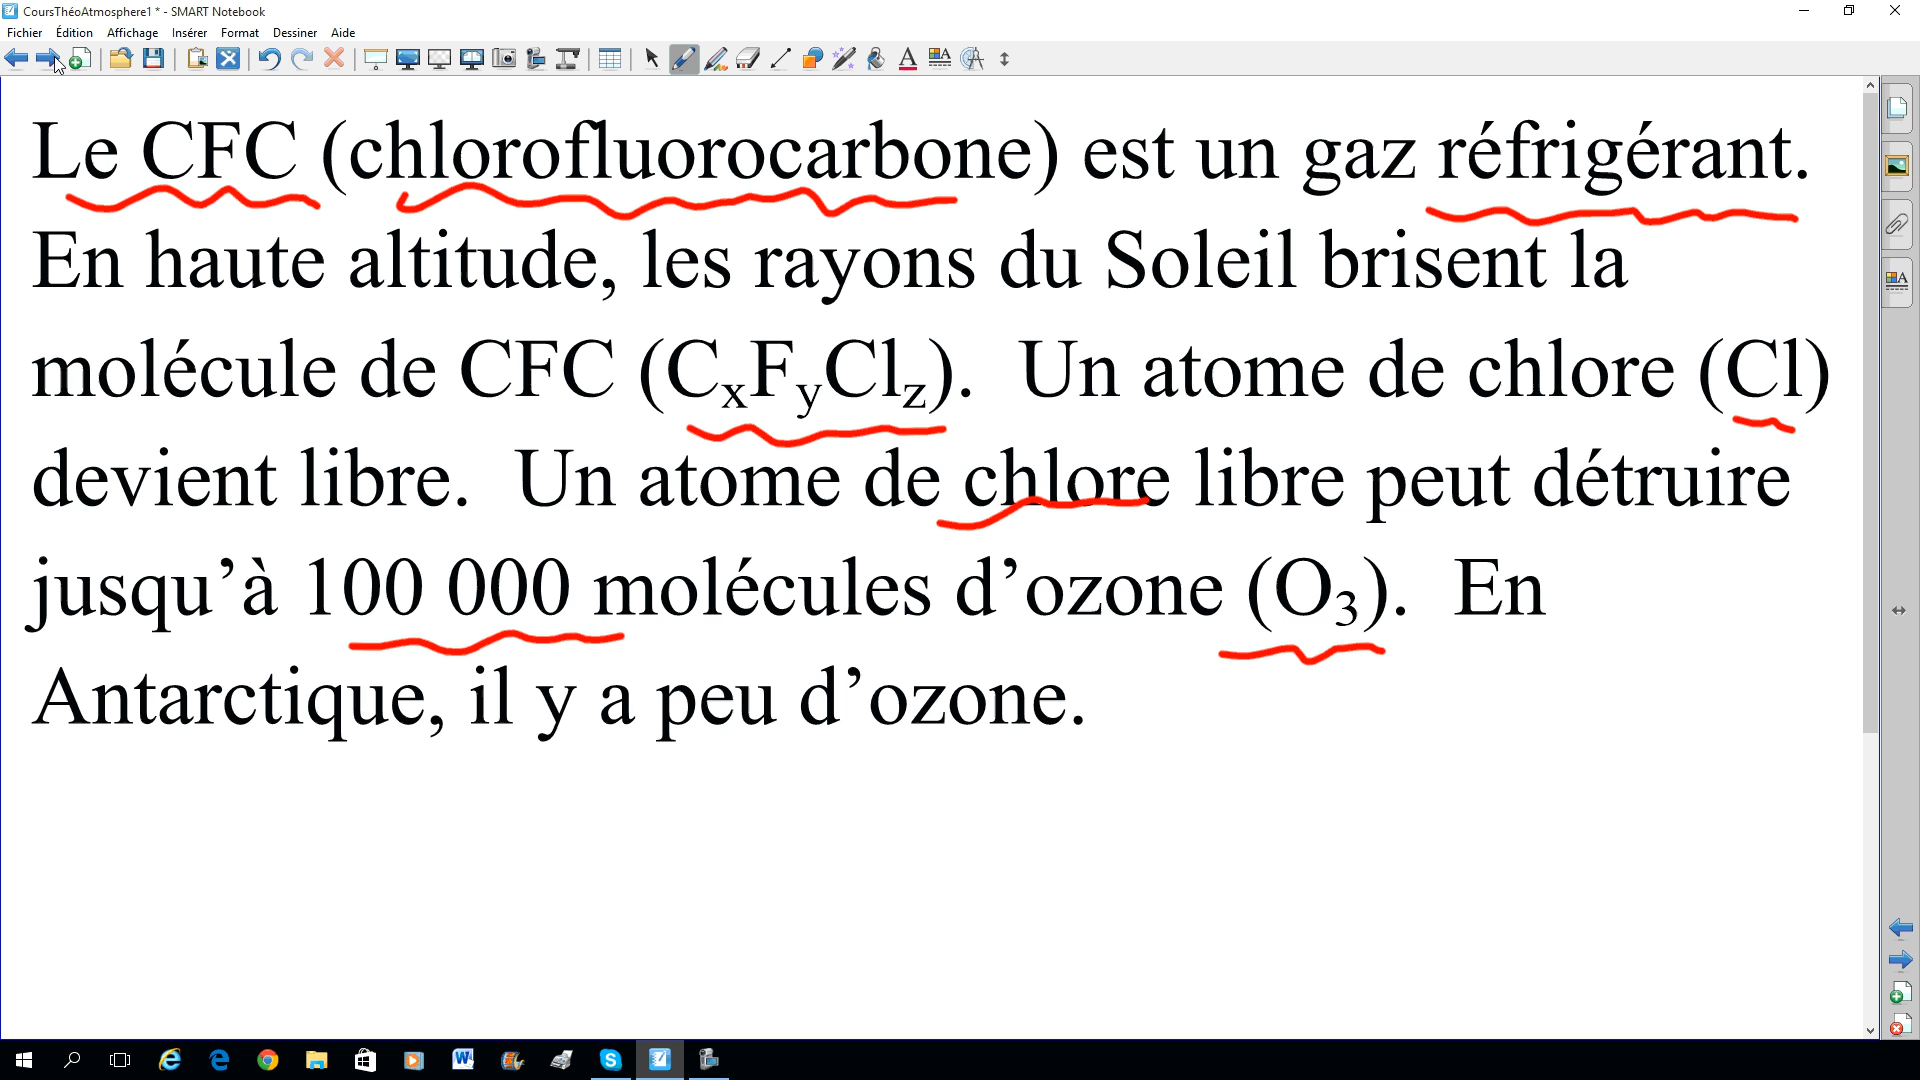 CoursThéoAtmosphere1 * - SMART Notebook
Fichier Édition Affichage Insérer Format Dessiner Aide
Le CFC (chlorofluorocarbone) est un gaz réfrigérant.
En haute altitude, les rayons du Soleil brisent la
molécule de CFC (CₓFᵧCl₂). Un atome de chlore (Cl)
devient libre. Un atome de chlore libre peut détruire
jusqu’à 100 000 molécules d’ozone (O₃). En
Antarctique, il y a peu d’ozone.